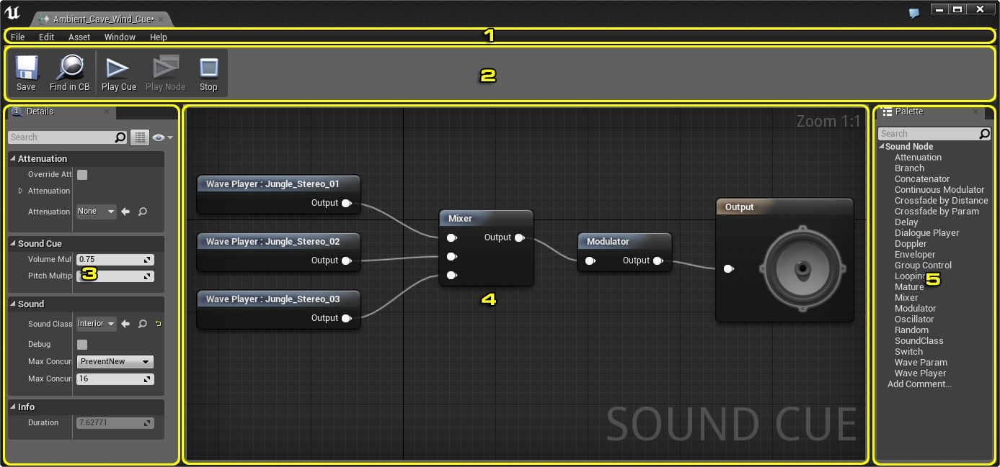 Ambient_Cave_Wind_Cue*
File Edit Asset Window Help
1
Save Find in CB Play Cue Play Node Stop
2
Details
Search
Attenuation
Override Att
Attenuation
Attenuation None
Sound Cue
Volume Mul 0.75
Pitch Multip
3
Sound
Sound Class Interior
Debug
Max Concur PreventNew
Max Concur 16
Info
Duration 7.62771
Zoom 1:1
Wave Player : Jungle_Stereo_01
Output
Wave Player : Jungle_Stereo_02
Output
Wave Player : Jungle_Stereo_03
Output
Mixer
Output
4
Modulator
Output
Output
SOUND CUE
Palette
Search
Sound Node
Attenuation
Branch
Concatenator
Continuous Modulator
Crossfade by Distance
Crossfade by Param
Delay
Dialogue Player
Doppler
Enveloper
Group Control
Looping
5
Mature
Mixer
Modulator
Oscillator
Random
SoundClass
Switch
Wave Param
Wave Player
Add Comment...